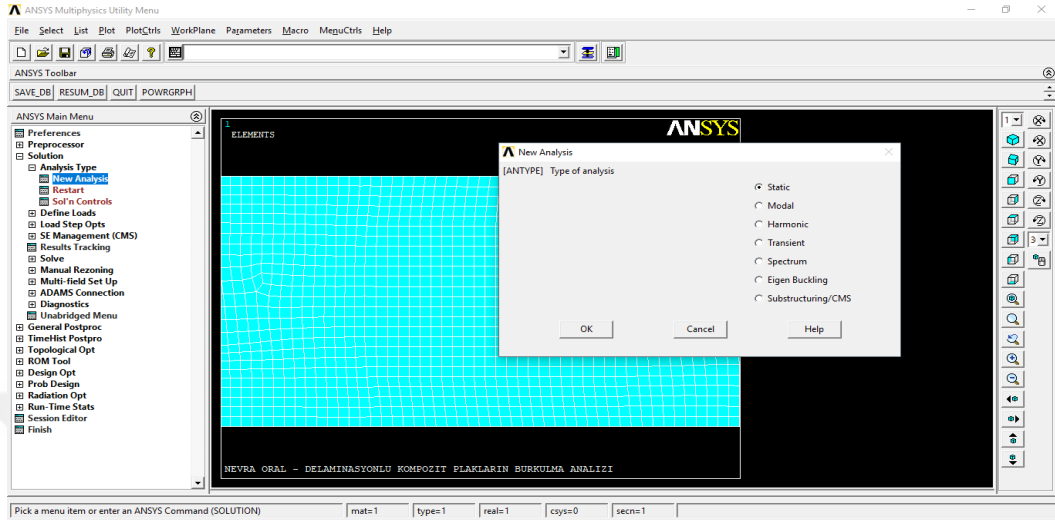 ANSYS Multiphysics Utility Menu
File Select List Plot PlotCtrls WorkPlane Parameters Macro MenuCtrls Help
ANSYS Toolbar
SAVE_DB RESUM_DB QUIT POWRGRPH
ANSYS Main Menu
Preferences
Preprocessor
Solution
Analysis Type
New Analysis
Restart
Sol'n Controls
Define Loads
Load Step Opts
SE Management (CMS)
Results Tracking
Solve
Manual Rezoning
Multi-field Set Up
ADAMS Connection
Diagnostics
Unabridged Menu
General Postproc
TimeHist Postpro
Topological Opt
ROM Tool
Design Opt
Prob Design
Radiation Opt
Run-Time Stats
Session Editor
Finish
1
ELEMENTS
ANSYS
New Analysis
[ANTYPE] Type of analysis
Static
Modal
Harmonic
Transient
Spectrum
Eigen Buckling
Substructuring/CMS
OK Cancel Help
NEVRA ORAL - DELAMINASYONLU KOMPOZIT PLAKLARIN BURKULMA ANALIZI
1
3
Pick a menu item or enter an ANSYS Command (SOLUTION) mat=1 type=1 real=1 csys=0 secn=1